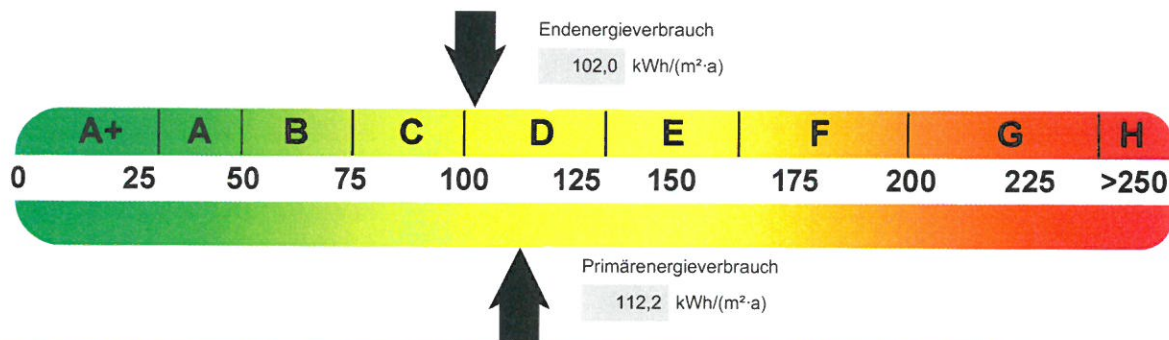 Endenergieverbrauch
102,0 kWh/(m²·a)
A+ A B C D E F G H
0 25 50 75 100 125 150 175 200 225 >250
Primärenergieverbrauch
112,2 kWh/(m²·a)